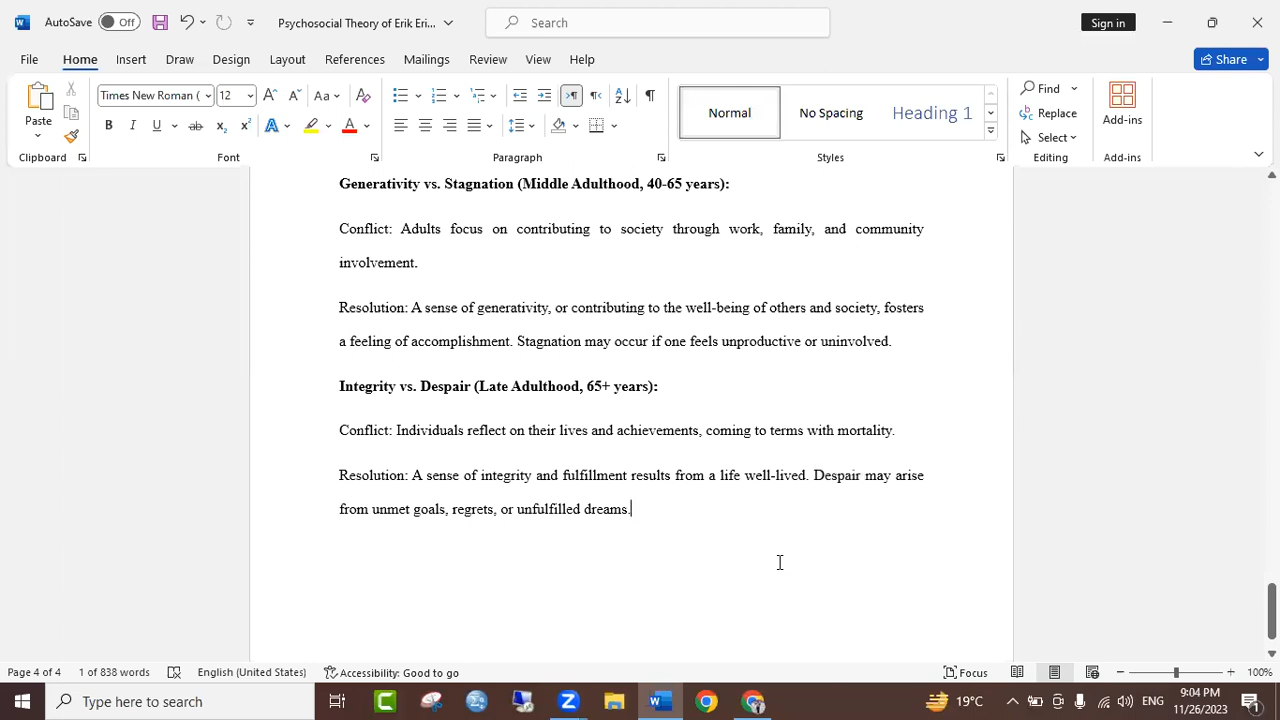 AutoSave Off Psychosocial Theory of Erik Eri... Search Sign in
File Home Insert Draw Design Layout References Mailings Review View Help Share
Paste Times New Roman ( 12 Aa Normal No Spacing Heading 1 Find Replace Select Add-ins
Clipboard Font Paragraph Styles Editing Add-ins
Generativity vs. Stagnation (Middle Adulthood, 40-65 years):
Conflict: Adults focus on contributing to society through work, family, and community
involvement.
Resolution: A sense of generativity, or contributing to the well-being of others and society, fosters
a feeling of accomplishment. Stagnation may occur if one feels unproductive or uninvolved.
Integrity vs. Despair (Late Adulthood, 65+ years):
Conflict: Individuals reflect on their lives and achievements, coming to terms with mortality.
Resolution: A sense of integrity and fulfillment results from a life well-lived. Despair may arise
from unmet goals, regrets, or unfulfilled dreams.
Page 4 of 4 1 of 838 words English (United States) Accessibility: Good to go Focus 100%
Type here to search 19°C ENG 9:04 PM
11/26/2023